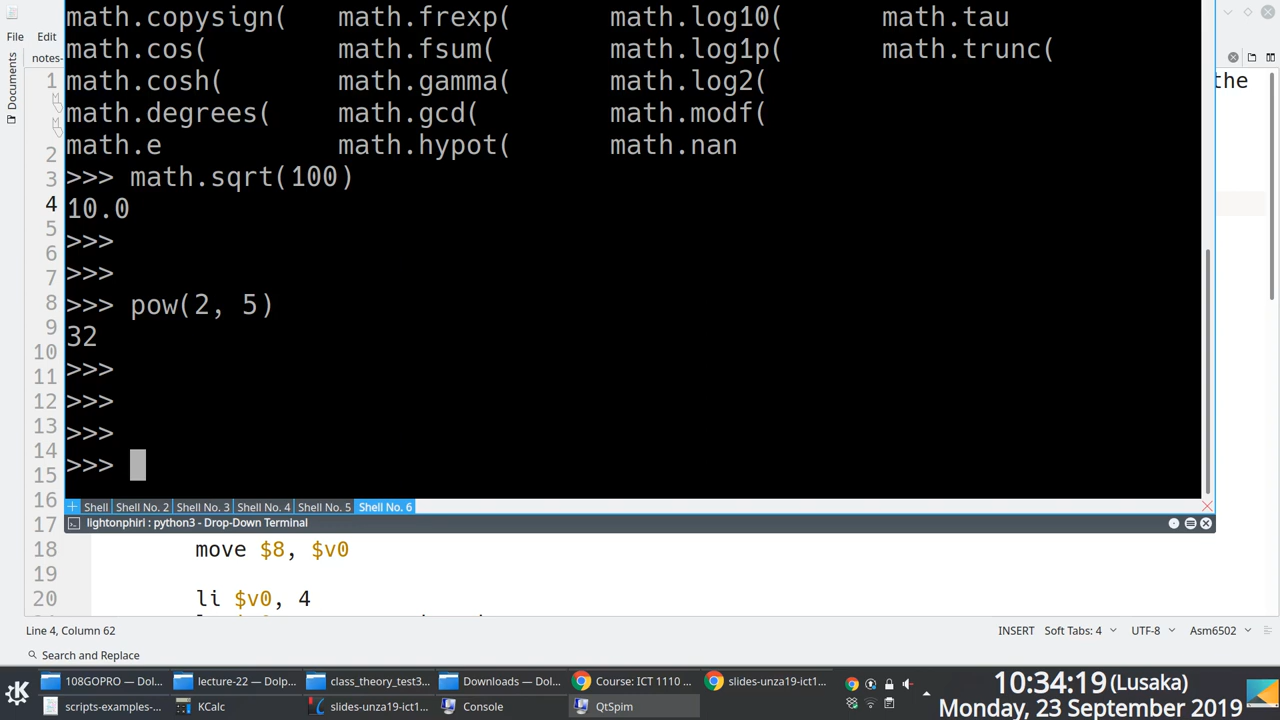 math.copysign( math.frexp( math.log10( math.tau
math.cos( math.fsum( math.log1p( math.trunc(
math.cosh( math.gamma( math.log2(
math.degrees( math.gcd( math.modf(
math.e math.hypot( math.nan
>>> math.sqrt(100)
10.0
>>>
>>>
>>> pow(2, 5)
32
>>>
>>>
>>>
>>>
File Edit
notes-
Documents
the
1
2
3
4
5
6
7
8
9
10
11
12
13
14
15
16
17
Shell Shell No. 2 Shell No. 3 Shell No. 4 Shell No. 5 Shell No. 6
lightonphiri : python3 - Drop-Down Terminal
18 move $8, $v0
19
20 li $v0, 4
Line 4, Column 62 INSERT Soft Tabs: 4 UTF-8 Asm6502
Search and Replace
108GOPRO — Dol... lecture-22 — Dolp... class_theory_test3... Downloads — Dol... Course: ICT 1110 ... slides-unza19-ict1...
scripts-examples-... KCalc slides-unza19-ict1... Console QtSpim
10:34:19 (Lusaka)
Monday, 23 September 2019